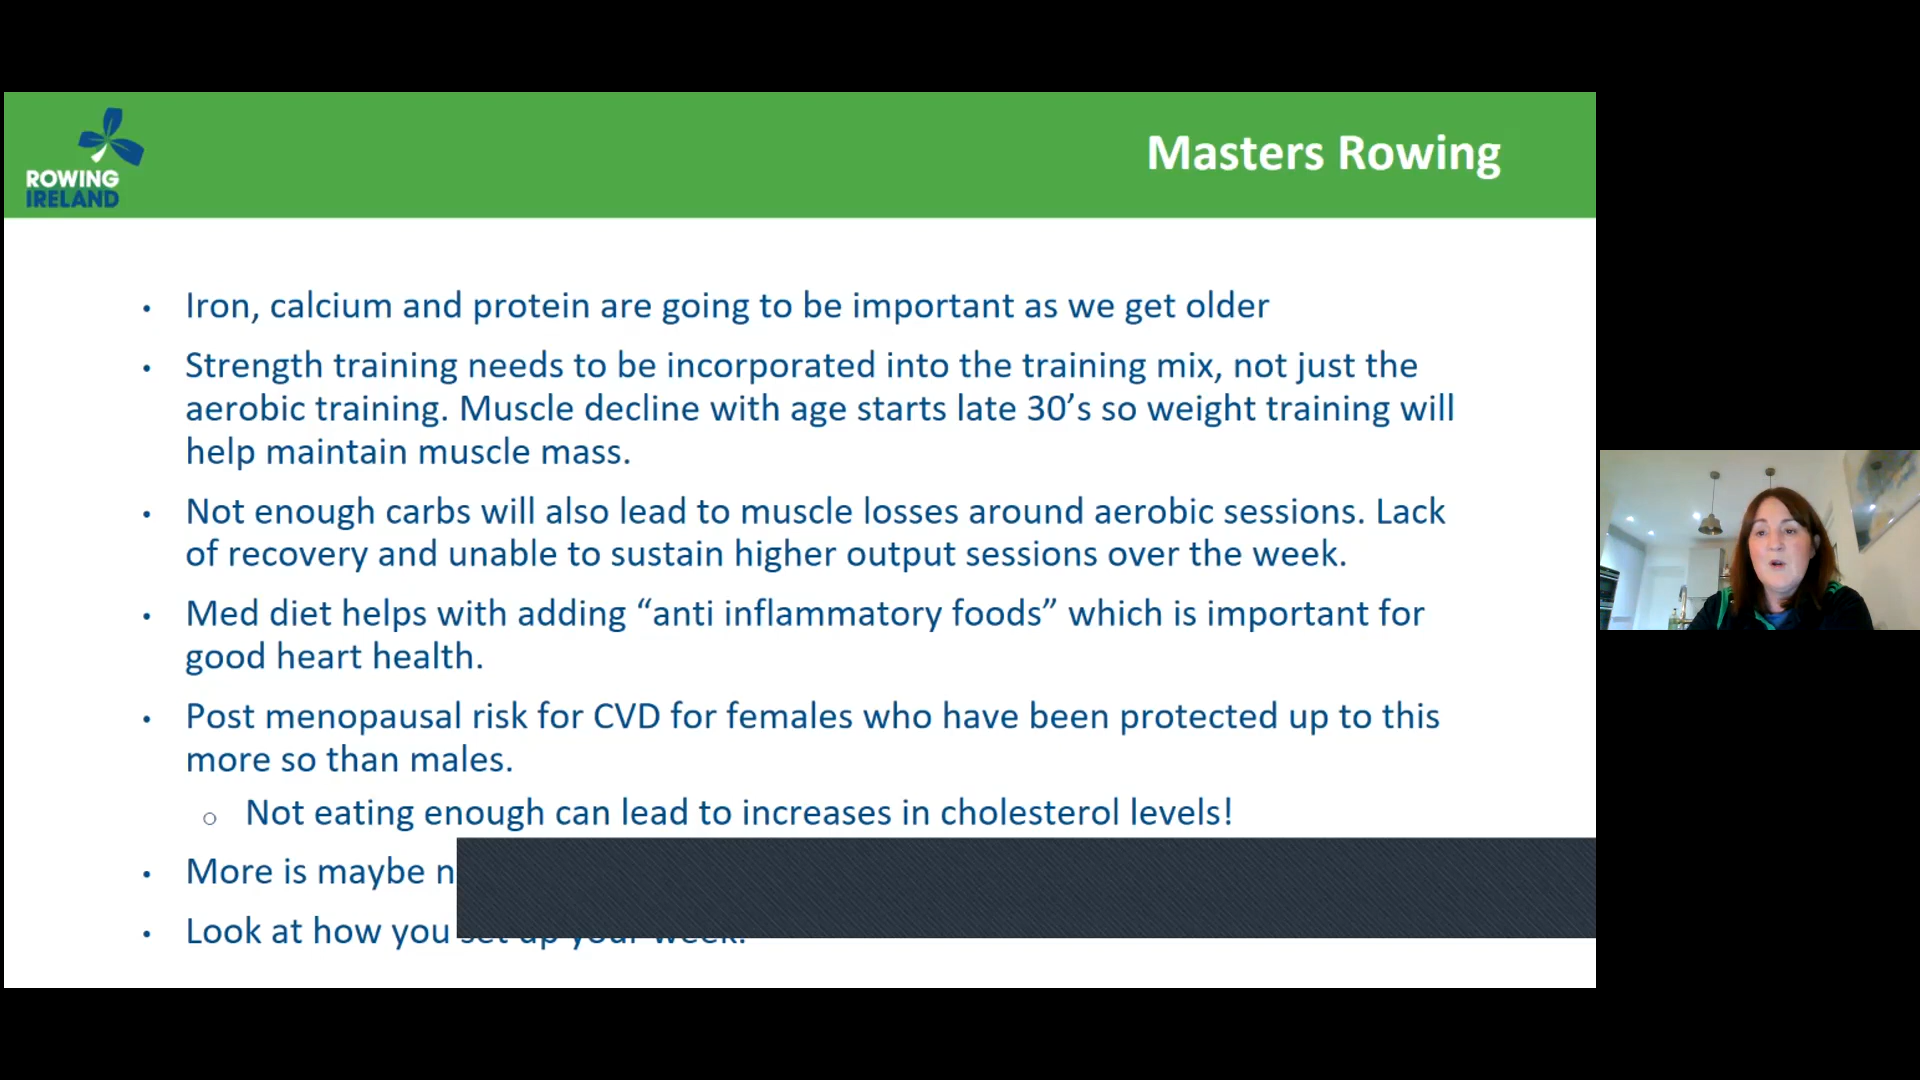 ROWING
IRELAND
Masters Rowing
• Iron, calcium and protein are going to be important as we get older
• Strength training needs to be incorporated into the training mix, not just the
aerobic training. Muscle decline with age starts late 30’s so weight training will
help maintain muscle mass.
• Not enough carbs will also lead to muscle losses around aerobic sessions. Lack
of recovery and unable to sustain higher output sessions over the week.
• Med diet helps with adding “anti inflammatory foods” which is important for
good heart health.
• Post menopausal risk for CVD for females who have been protected up to this
more so than males.
○ Not eating enough can lead to increases in cholesterol levels!
• More is maybe
• Look at how you set up your week.